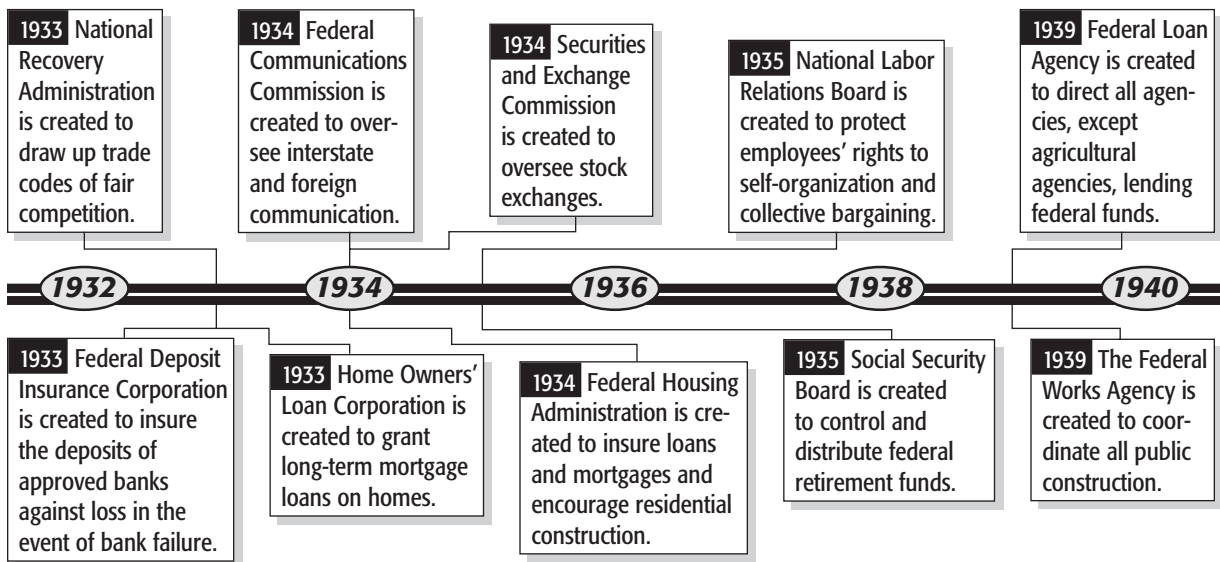 1933 National
Recovery
Administration
is created to
draw up trade
codes of fair
competition.
1934 Federal
Communications
Commission is
created to over-
see interstate
and foreign
communication.
1934 Securities
and Exchange
Commission
is created to
oversee stock
exchanges.
1935 National Labor
Relations Board is
created to protect
employees' rights to
self-organization and
collective bargaining.
1939 Federal Loan
Agency is created
to direct all agen-
cies, except
agricultural
agencies, lending
federal funds.
1932
1934
1936
1938
1940
1933 Federal Deposit
Insurance Corporation
is created to insure
the deposits of
approved banks
against loss in the
event of bank failure.
1933 Home Owners'
Loan Corporation is
created to grant
long-term mortgage
loans on homes.
1934 Federal Housing
Administration is cre-
ated to insure loans
and mortgages and
encourage residential
construction.
1935 Social Security
Board is created
to control and
distribute federal
retirement funds.
1939 The Federal
Works Agency is
created to coor-
dinate all public
construction.